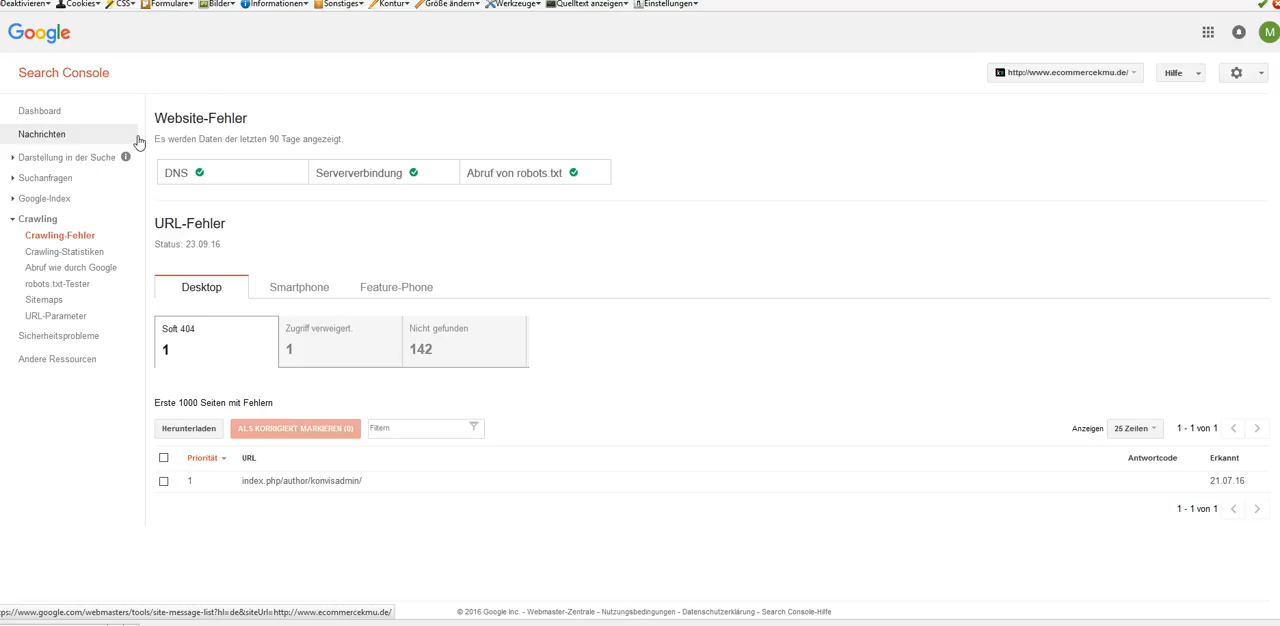 Deaktivieren Cookies CSS Formulare Bilder Informationen Sonstiges Kontur Größe ändern Werkzeuge Quelltext anzeigen Einstellungen
Google
M
Search Console
http://www.ecommercekmu.de/
Hilfe
Dashboard
Nachrichten
Darstellung in der Suche
Suchanfragen
Google-Index
Crawling
Crawling-Fehler
Crawling-Statistiken
Abruf wie durch Google
robots.txt-Tester
Sitemaps
URL-Parameter
Sicherheitsprobleme
Andere Ressourcen
Website-Fehler
Es werden Daten der letzten 90 Tage angezeigt.
DNS
Serververbindung
Abruf von robots.txt
URL-Fehler
Status: 23.09.16
Desktop
Smartphone
Feature-Phone
Soft 404
1
Zugriff verweigert.
1
Nicht gefunden
142
Erste 1000 Seiten mit Fehlern
Herunterladen
ALS KORRIGIERT MARKIEREN (0)
Filtern
Anzeigen
25 Zeilen
1 - 1 von 1
Priorität URL Antwortcode Erkannt
1 index.php/author/konvisadmin/ 21.07.16
1 - 1 von 1
ps://www.google.com/webmasters/tools/site-message-list?hl=de&siteUrl=http://www.ecommercekmu.de/
© 2016 Google Inc. - Webmaster-Zentrale - Nutzungsbedingungen - Datenschutzerklärung - Search Console-Hilfe